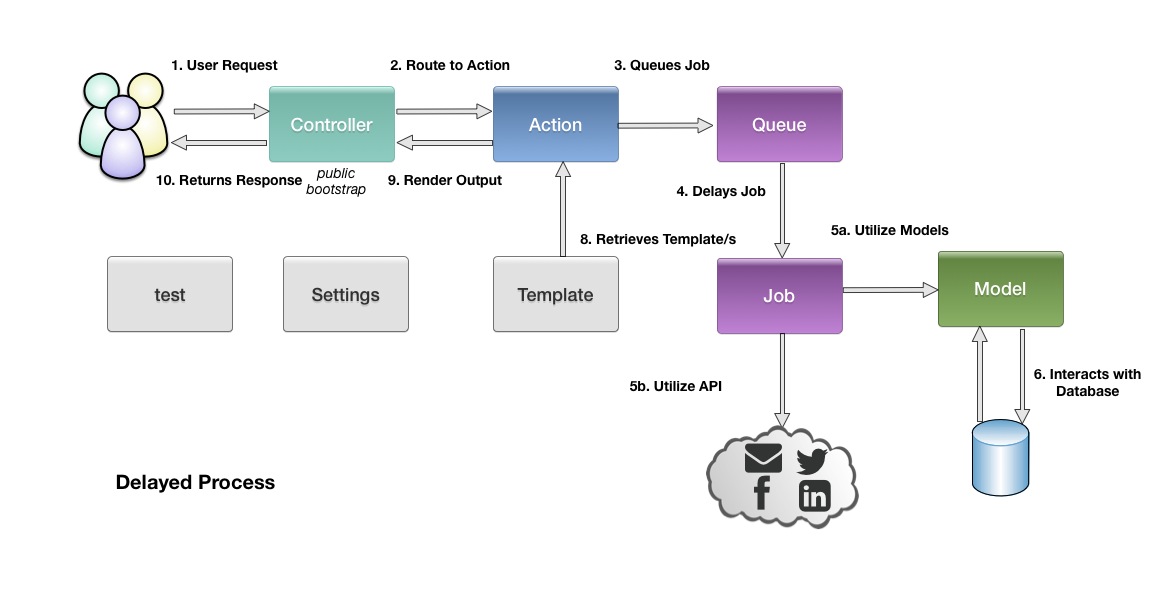 1. User Request
2. Route to Action
3. Queues Job
Controller
Action
Queue
10. Returns Response
public
bootstrap
9. Render Output
4. Delays Job
8. Retrieves Template/s
5a. Utilize Models
test
Settings
Template
Job
Model
5b. Utilize API
6. Interacts with
Database
f
in
Delayed Process